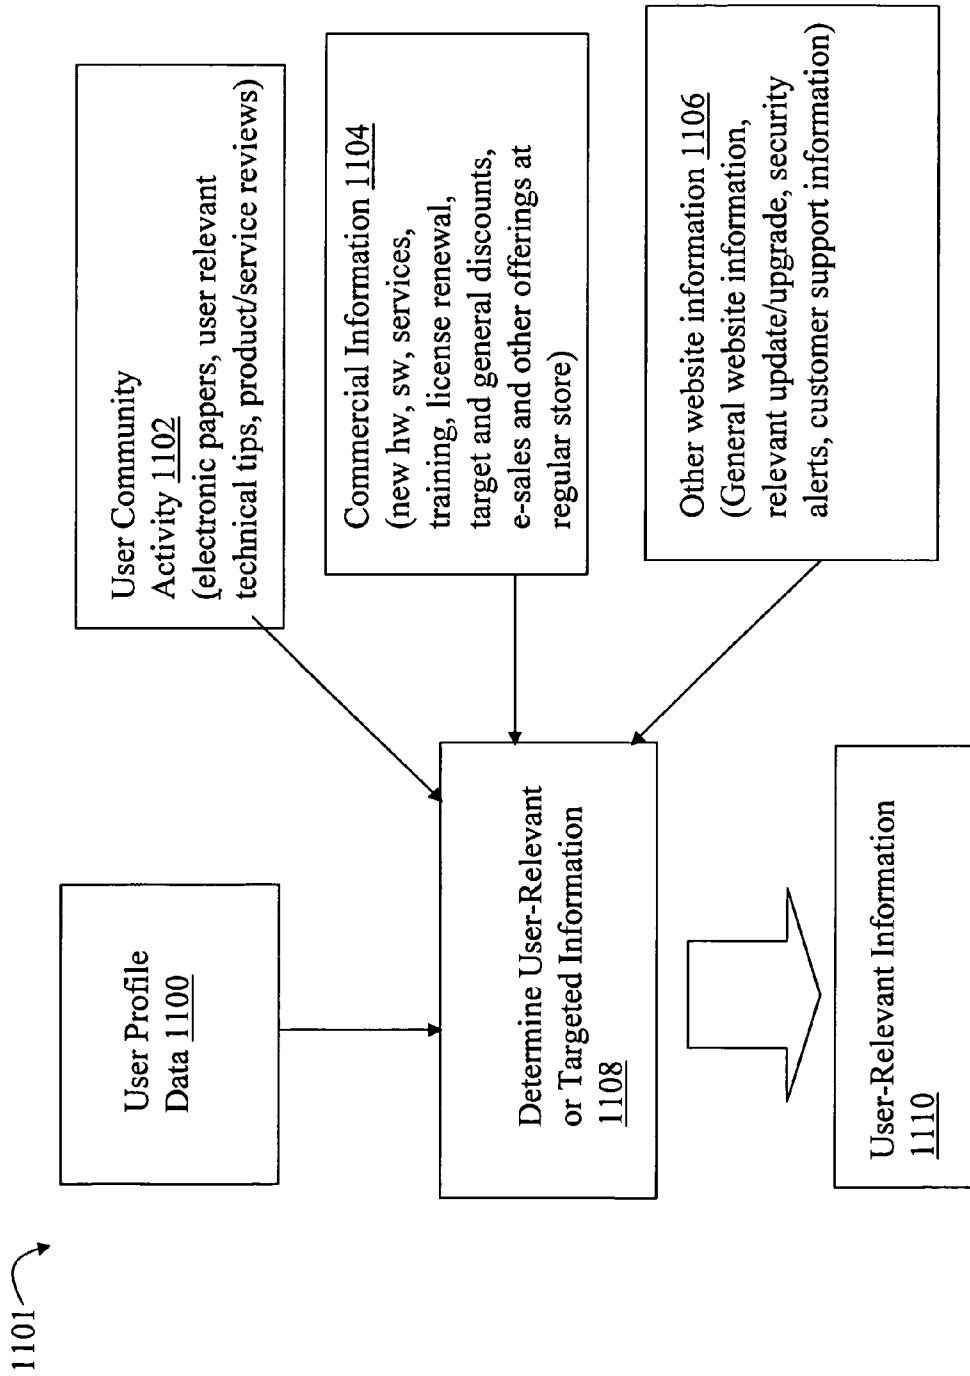 1101
User Profile
Data 1100
User Community
Activity 1102
(electronic papers, user relevant
technical tips, product/service reviews)
Commercial Information 1104
(new hw, sw, services,
training, license renewal,
target and general discounts,
e-sales and other offerings at
regular store)
Other website information 1106
(General website information,
relevant update/upgrade, security
alerts, customer support information)
Determine User-Relevant
or Targeted Information
1108
User-Relevant Information
1110